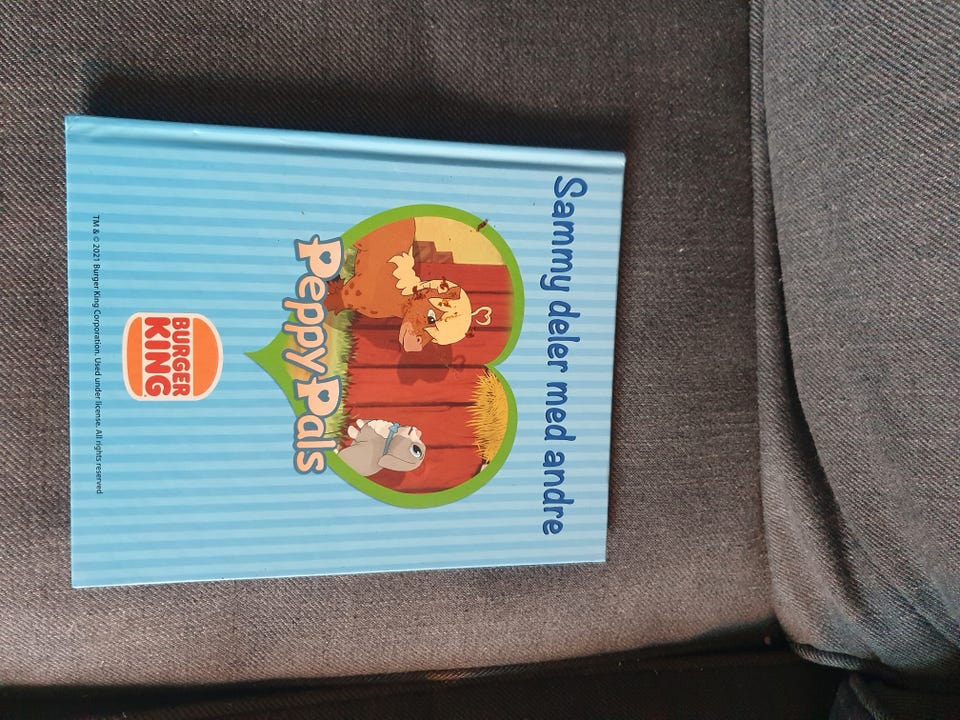 Sammy deler med andre
Peppy Pals
BURGER
KING
TM & © 2021 Burger King Corporation. Used under license. All rights reserved